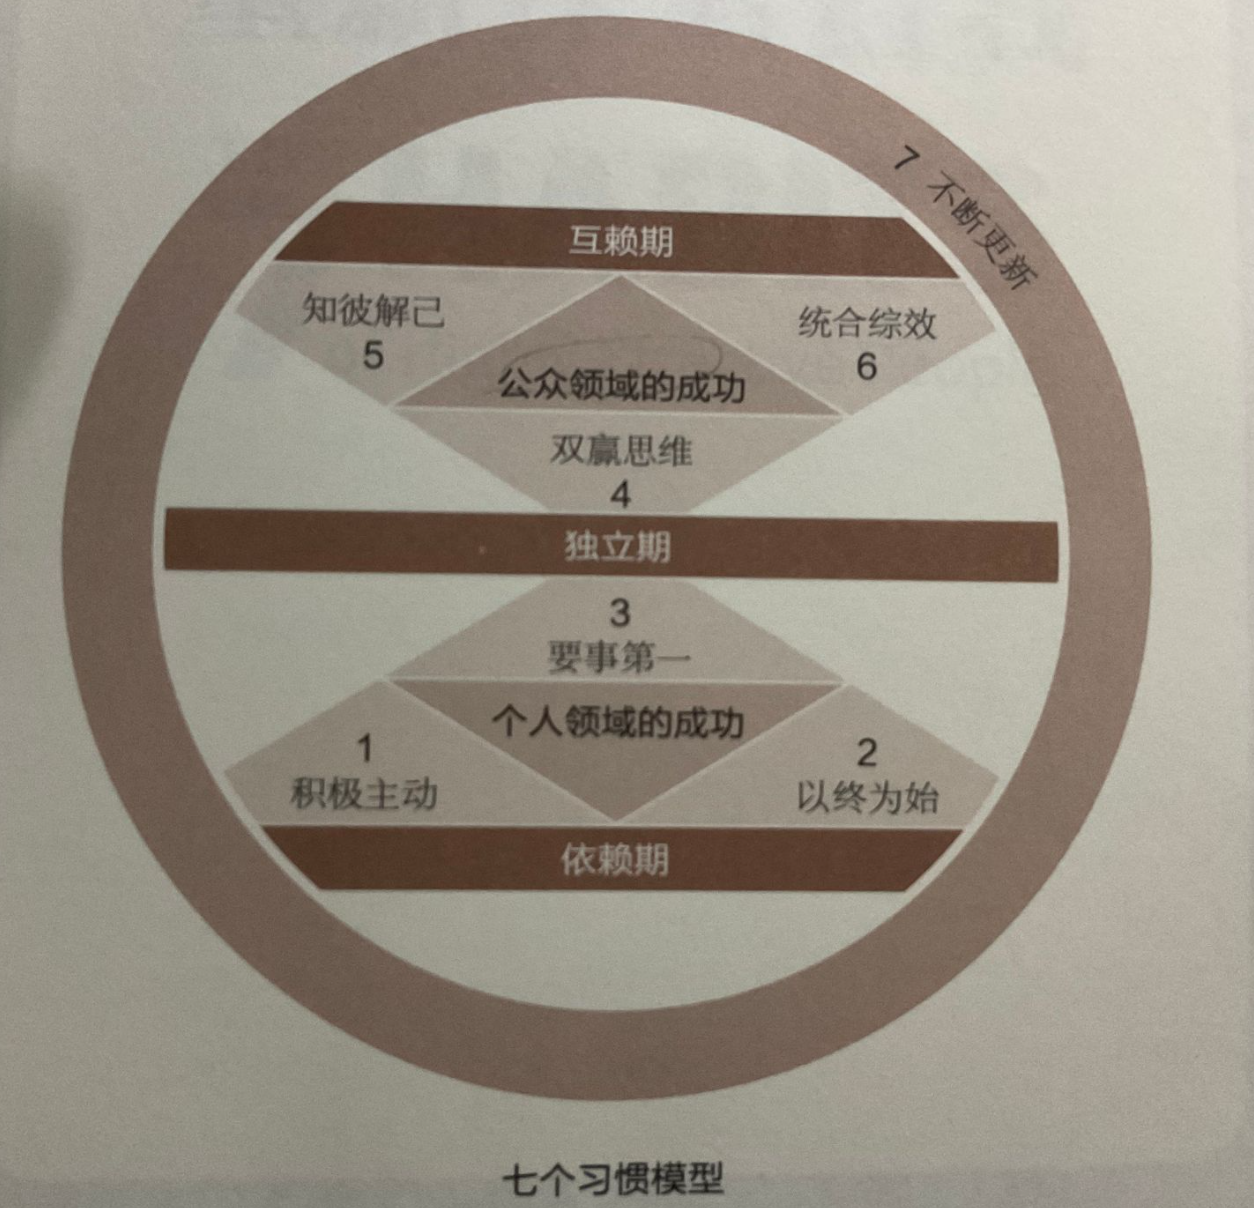 7 不断更新
互赖期
知彼解己
5
统合综效
6
公众领域的成功
双赢思维
4
独立期
3
要事第一
个人领域的成功
1
积极主动
2
以终为始
依赖期
七个习惯模型